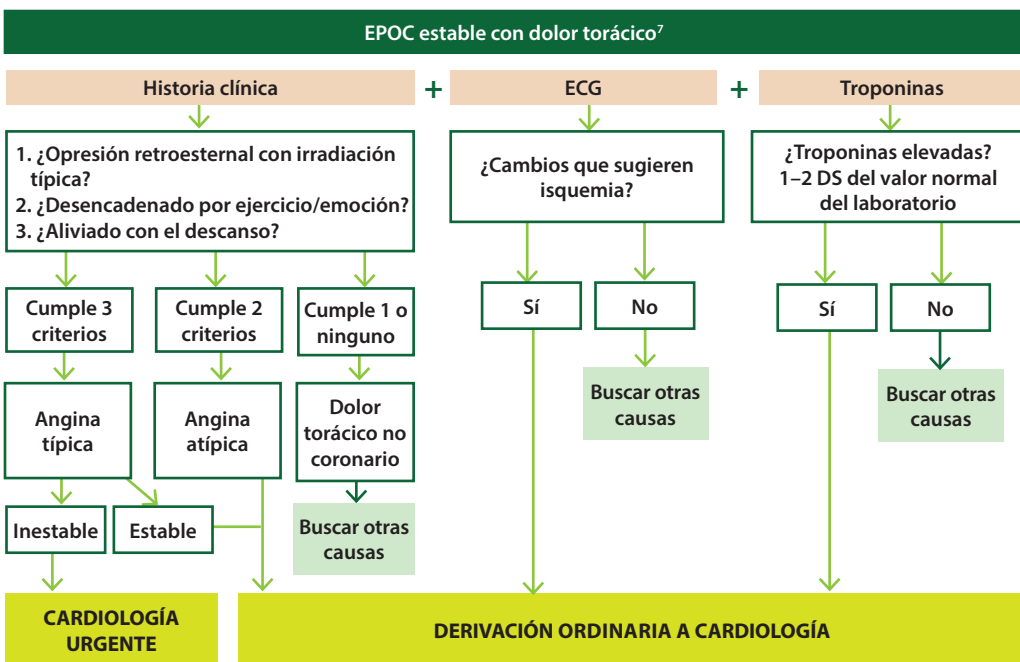 EPOC estable con dolor torácico7
Historia clínica
+
ECG
+
Troponinas
1. ¿Opresión retroesternal con irradiación
típica?
2. ¿Desencadenado por ejercicio/emoción?
3. ¿Aliviado con el descanso?
¿Cambios que sugieren
isquemia?
¿Troponinas elevadas?
1–2 DS del valor normal
del laboratorio
Cumple 3
criterios
Cumple 2
criterios
Cumple 1 o
ninguno
Sí
No
Sí
No
Angina
típica
Angina
atípica
Dolor
torácico no
coronario
Buscar otras
causas
Buscar otras
causas
Inestable
Estable
Buscar otras
causas
CARDIOLOGÍA
URGENTE
DERIVACIÓN ORDINARIA A CARDIOLOGÍA